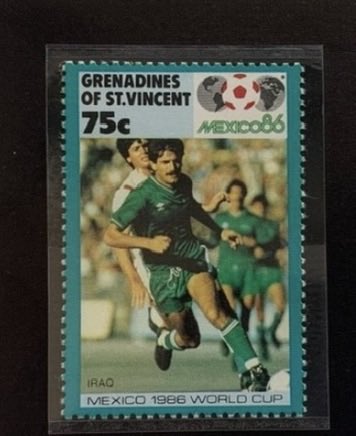 GRENADINES
OF ST.VINCENT
75c
MEXICO86
IRAQ
MEXICO 1986 WORLD CUP